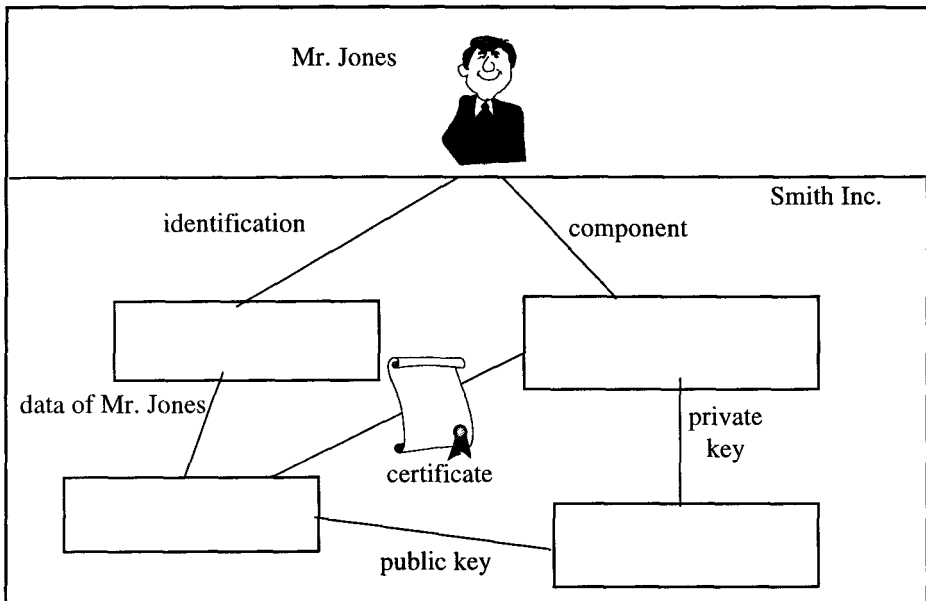 Mr. Jones
Smith Inc.
identification
component
data of Mr. Jones
private
key
certificate
public key